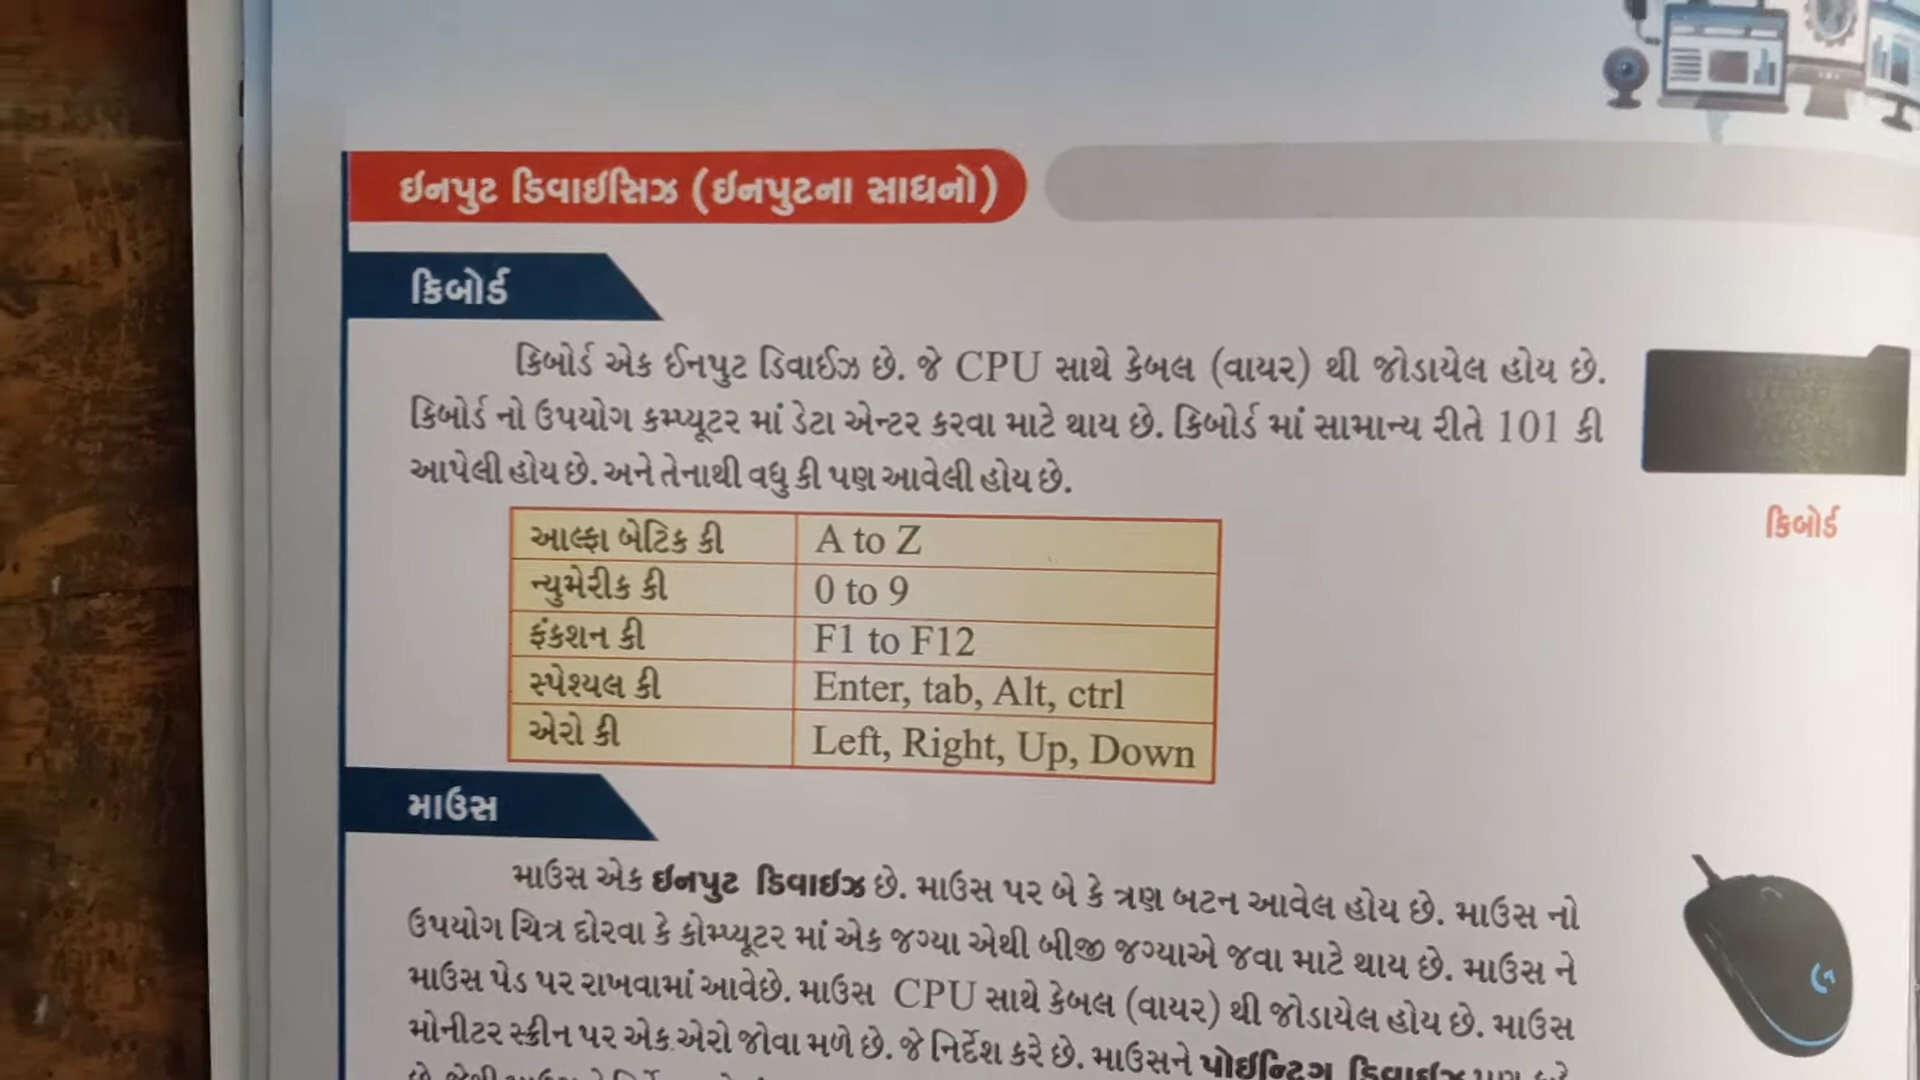 ઈનપુટ ડિવાઈસિઝ (ઈનપુટના સાધનો)
કિબોર્ડ
કિબોર્ડ એક ઈનપુટ ડિવાઈઝ છે. જે CPU સાથે કેબલ (વાયર) થી જોડાયેલ હોય છે.
કિબોર્ડ નો ઉપયોગ કમ્પ્યૂટર માં ડેટા એન્ટર કરવા માટે થાય છે. કિબોર્ડ માં સામાન્ય રીતે 101 કી
આપેલી હોય છે. અને તેનાથી વધુ કી પણ આવેલી હોય છે.
કિબોર્ડ
આલ્ફા બેટિક કી A to Z
ન્યુમેરીક કી 0 to 9
ફંકશન કી F1 to F12
સ્પેશ્યલ કી Enter, tab, Alt, ctrl
એરો કી Left, Right, Up, Down
માઉસ
માઉસ એક ઈનપુટ ડિવાઈઝ છે. માઉસ પર બે કે ત્રણ બટન આવેલ હોય છે. માઉસ નો
ઉપયોગ ચિત્ર દોરવા કે કોમ્પ્યૂટર માં એક જગ્યા એથી બીજી જગ્યાએ જવા માટે થાય છે. માઉસ ને
માઉસ પેડ પર રાખવામાં આવેછે. માઉસ CPU સાથે કેબલ (વાયર) થી જોડાયેલ હોય છે. માઉસ
મોનીટર સ્ક્રીન પર એક એરો જોવા મળે છે. જે નિર્દેશ કરે છે. માઉસને પોઈન્ટિગ ડિવાઈઝ પણ